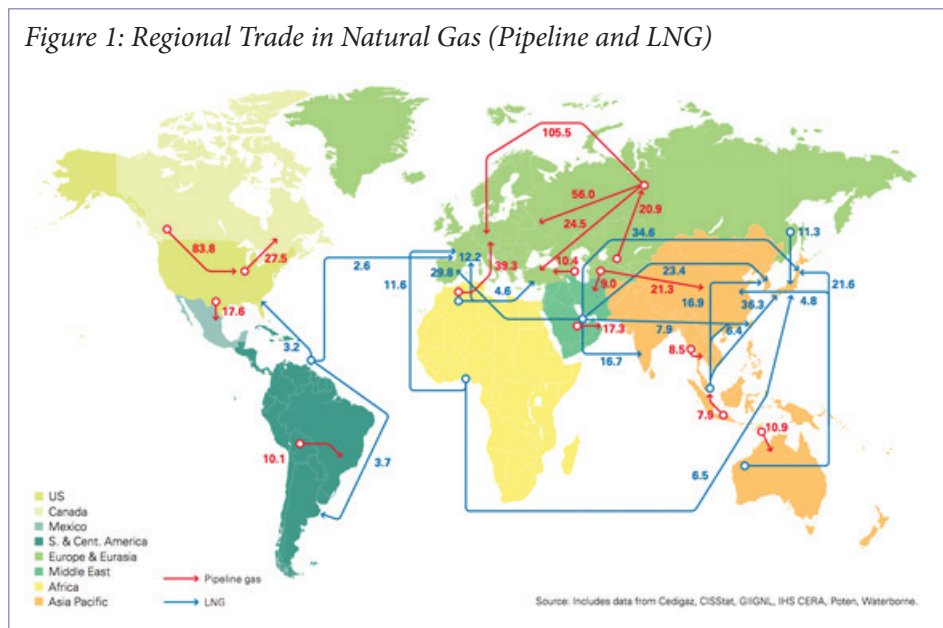 Figure 1: Regional Trade in Natural Gas (Pipeline and LNG)
105.5
56.0
24.5
20.9
34.6
11.3
83.8
27.5
2.6
12.2
39.3
10.4
23.4
29.8
11.6
4.6
9.0
21.3
16.9
36.3
4.8
21.6
17.6
17.3
7.9
6.4
3.2
16.7
8.5
7.9
10.9
10.1
3.7
6.5
US
Canada
Mexico
S. & Cent. America
Europe & Eurasia
Middle East
Africa
Asia Pacific
Pipeline gas
LNG
Source: Includes data from Cedigaz, CISStat, GIIGNL, IHS CERA, Poten, Waterborne.